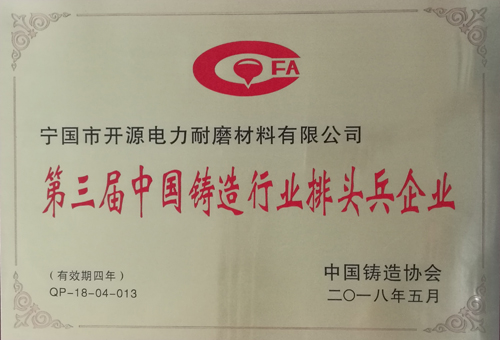 FA
宁国市开源电力耐磨材料有限公司
第三届中国铸造行业排头兵企业
(有效期四年)
QP-18-04-013
中国铸造协会
二〇一八年五月